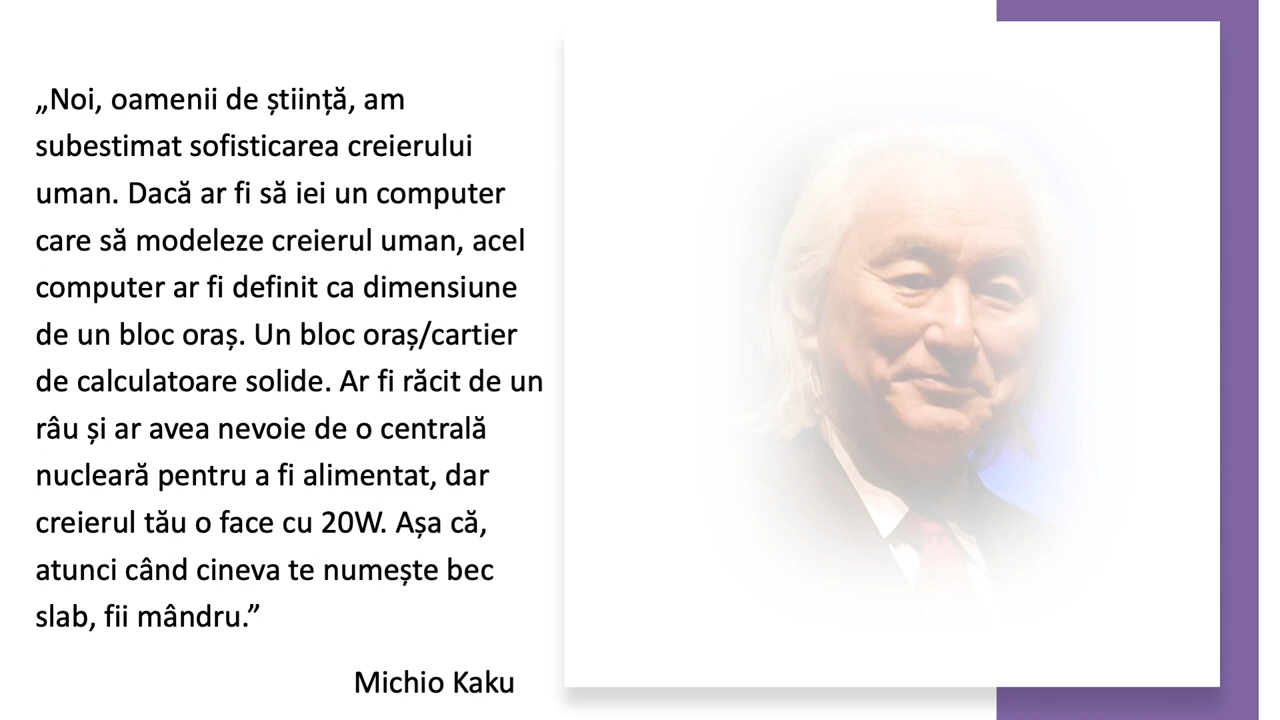 „Noi, oamenii de știință, am
subestimat sofisticarea creierului
uman. Dacă ar fi să iei un computer
care să modeleze creierul uman, acel
computer ar fi definit ca dimensiune
de un bloc oraș. Un bloc oraș/cartier
de calculatoare solide. Ar fi răcit de un
râu și ar avea nevoie de o centrală
nucleară pentru a fi alimentat, dar
creierul tău o face cu 20W. Așa că,
atunci când cineva te numește bec
slab, fii mândru.”
Michio Kaku